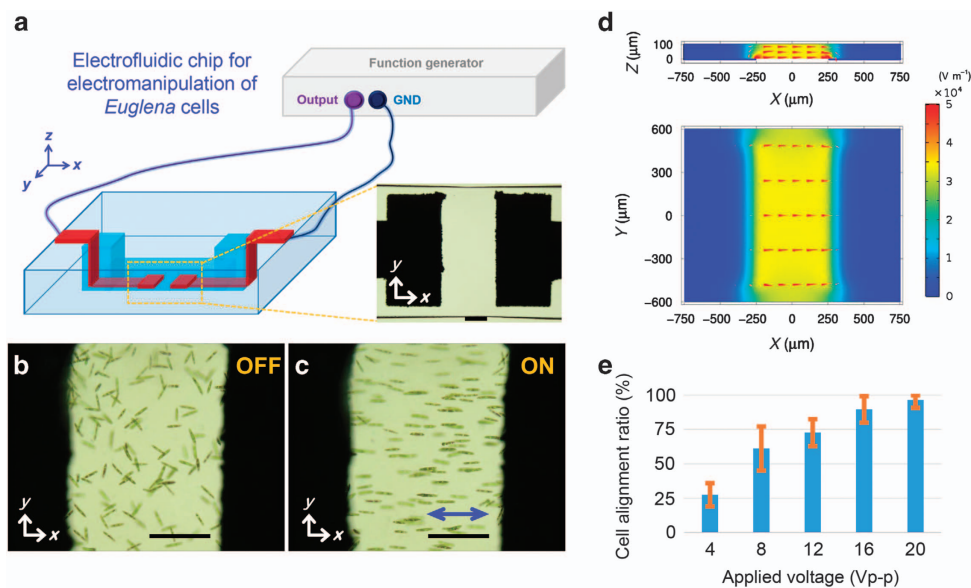 a
Electrofluidic chip for
electromanipulation of
Euglena cells
Function generator
Output
GND
z
x
y
y
x
b
OFF
y
x
c
ON
y
x
d
Z (μm)
100
0
−750 −500 −250 0 250 500 750
X (μm)
(V m⁻¹)
×10⁴
5
4
3
2
1
0
Y (μm)
600
300
0
−300
−600
−750 −500 −250 0 250 500 750
X (μm)
e
Cell alignment ratio (%)
100
75
50
25
0
4 8 12 16 20
Applied voltage (Vp-p)